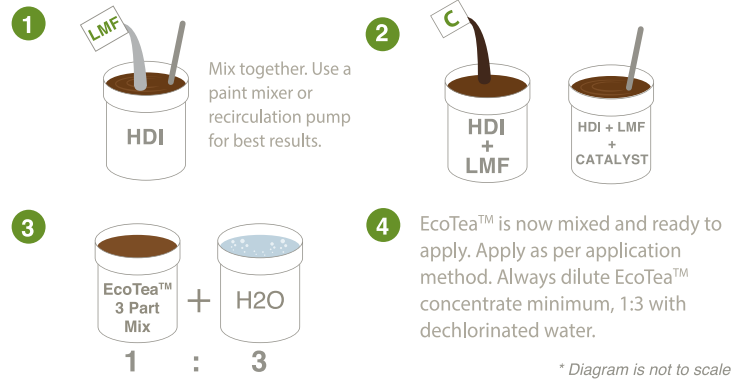 1
LMF
HDI
Mix together. Use a
paint mixer or
recirculation pump
for best results.
2
C
HDI
+
LMF
HDI + LMF
+
CATALYST
3
EcoTea™
3 Part
Mix
+
H2O
1 : 3
4
EcoTea™ is now mixed and ready to
apply. Apply as per application
method. Always dilute EcoTea™
concentrate minimum, 1:3 with
dechlorinated water.
* Diagram is not to scale